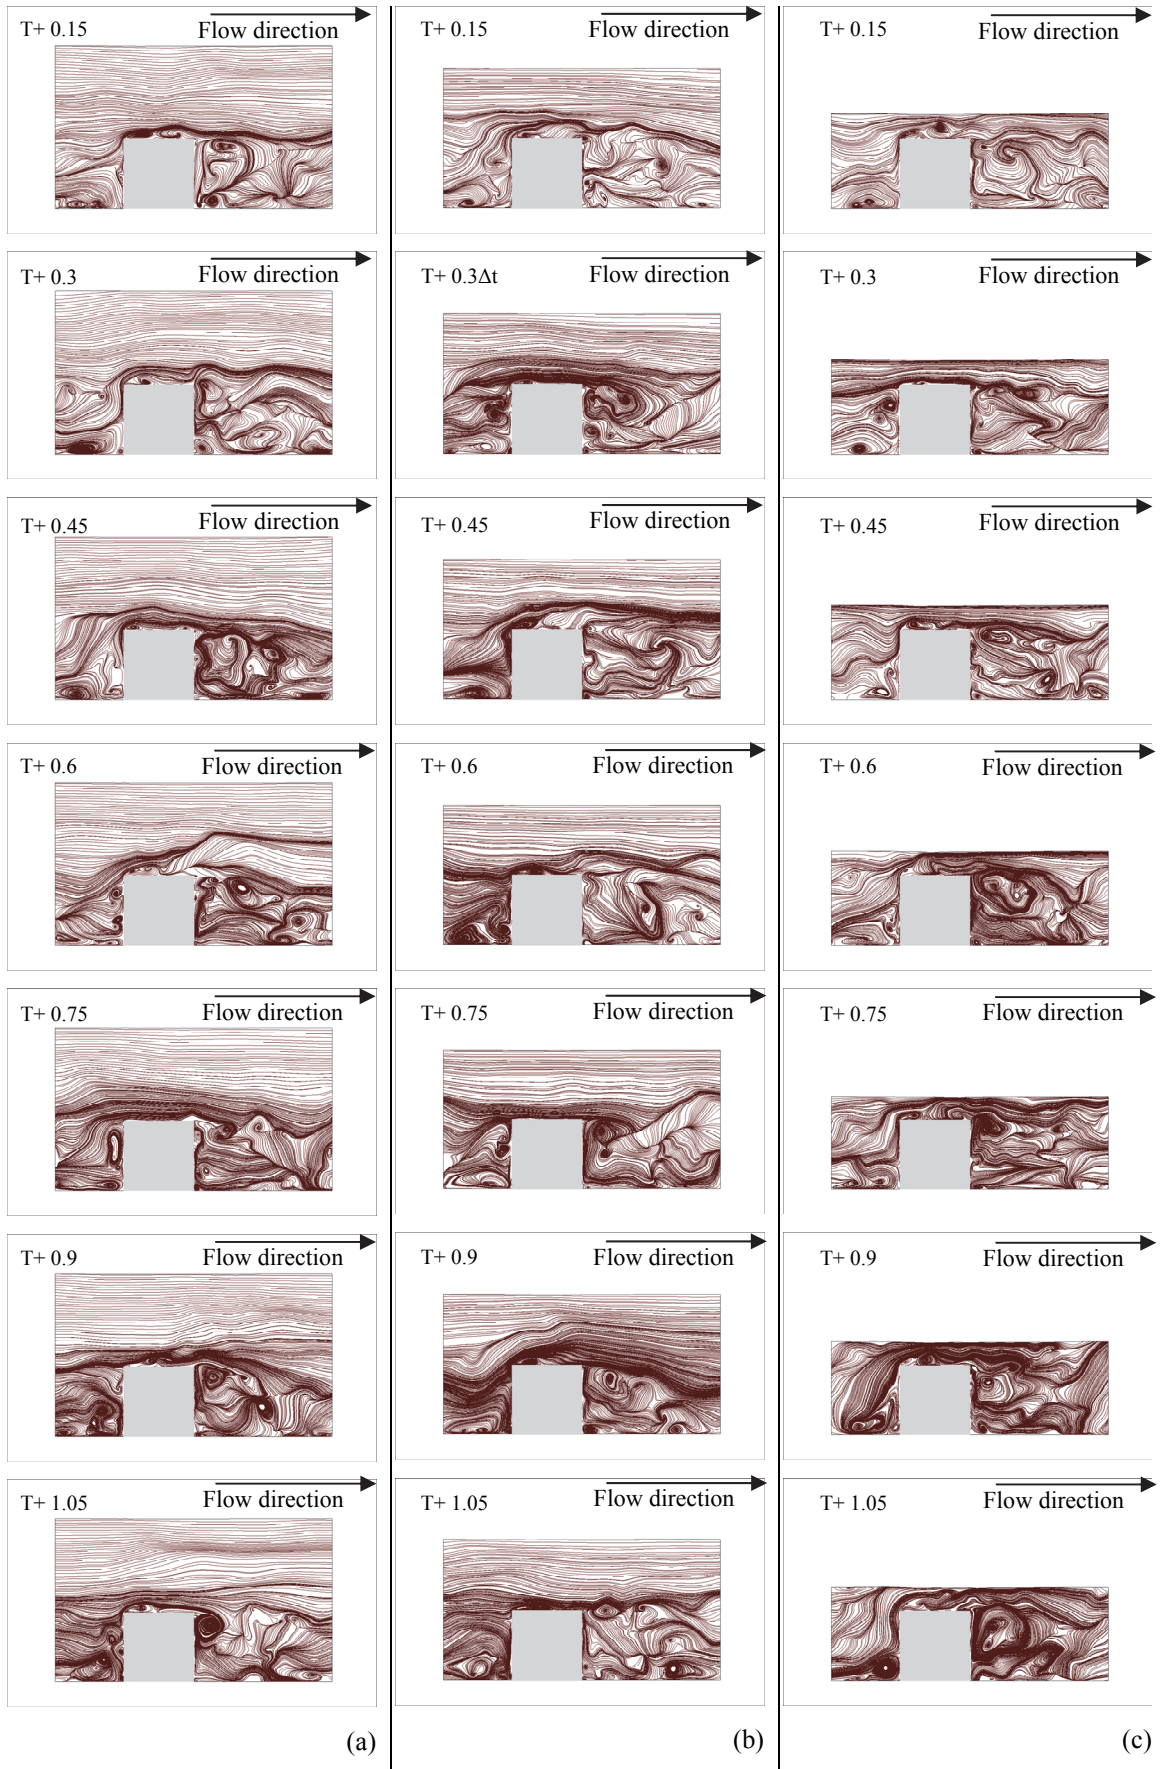 T+ 0.15 Flow direction
T+ 0.15 Flow direction
T+ 0.15 Flow direction
T+ 0.3 Flow direction
T+ 0.3Δt Flow direction
T+ 0.3 Flow direction
T+ 0.45 Flow direction
T+ 0.45 Flow direction
T+ 0.45 Flow direction
T+ 0.6 Flow direction
T+ 0.6 Flow direction
T+ 0.6 Flow direction
T+ 0.75 Flow direction
T+ 0.75 Flow direction
T+ 0.75 Flow direction
T+ 0.9 Flow direction
T+ 0.9 Flow direction
T+ 0.9 Flow direction
T+ 1.05 Flow direction
T+ 1.05 Flow direction
T+ 1.05 Flow direction
(a)
(b)
(c)